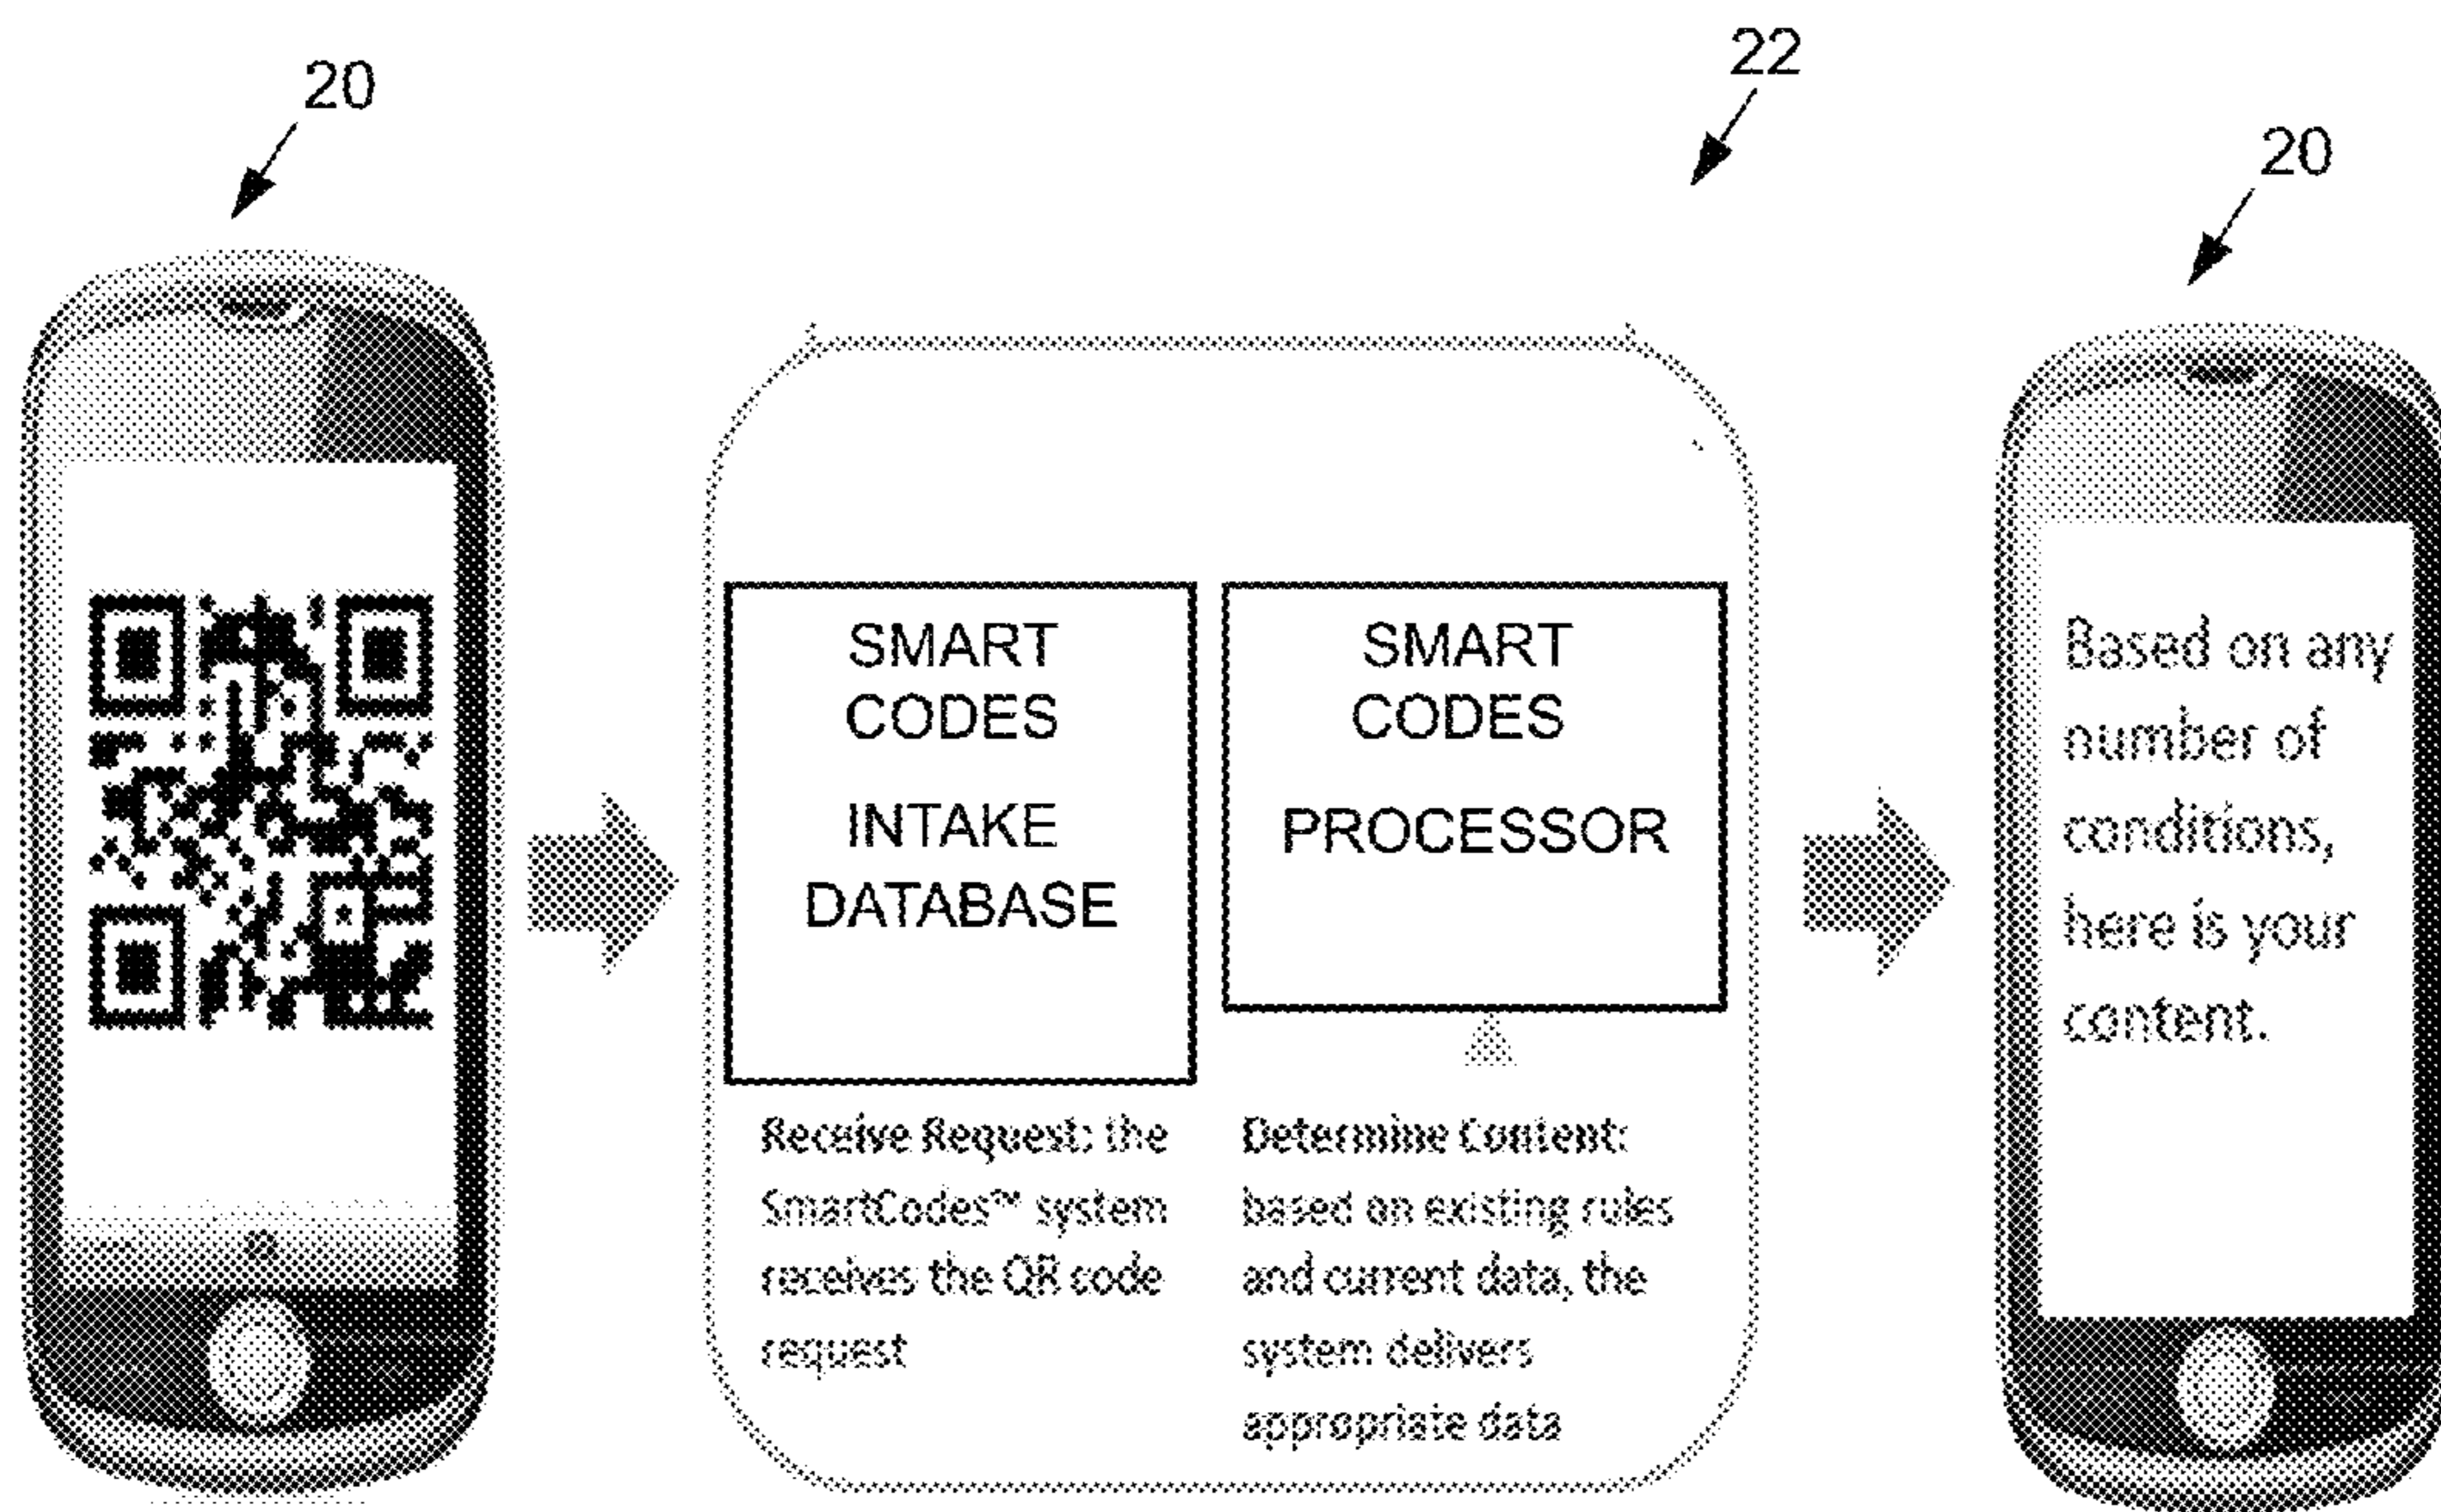 20
22
20
SMART
CODES
INTAKE
DATABASE
SMART
CODES
PROCESSOR
Receive Request: the
SmartCodes™ system
receives the QR code
request
Determine Content:
based on existing rules
and current data, the
system delivers
appropriate data
Based on any
number of
conditions,
here is your
content.